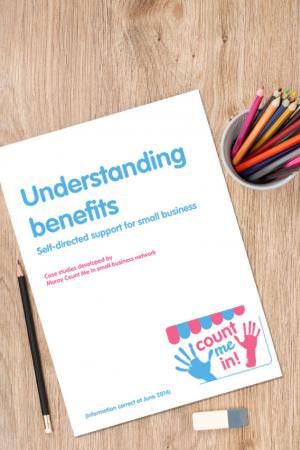 Understanding
benefits
Self-directed support for small business
Case studies developed by
Moray Count Me In small business network
count
me
in!
(Information correct at June 2014)